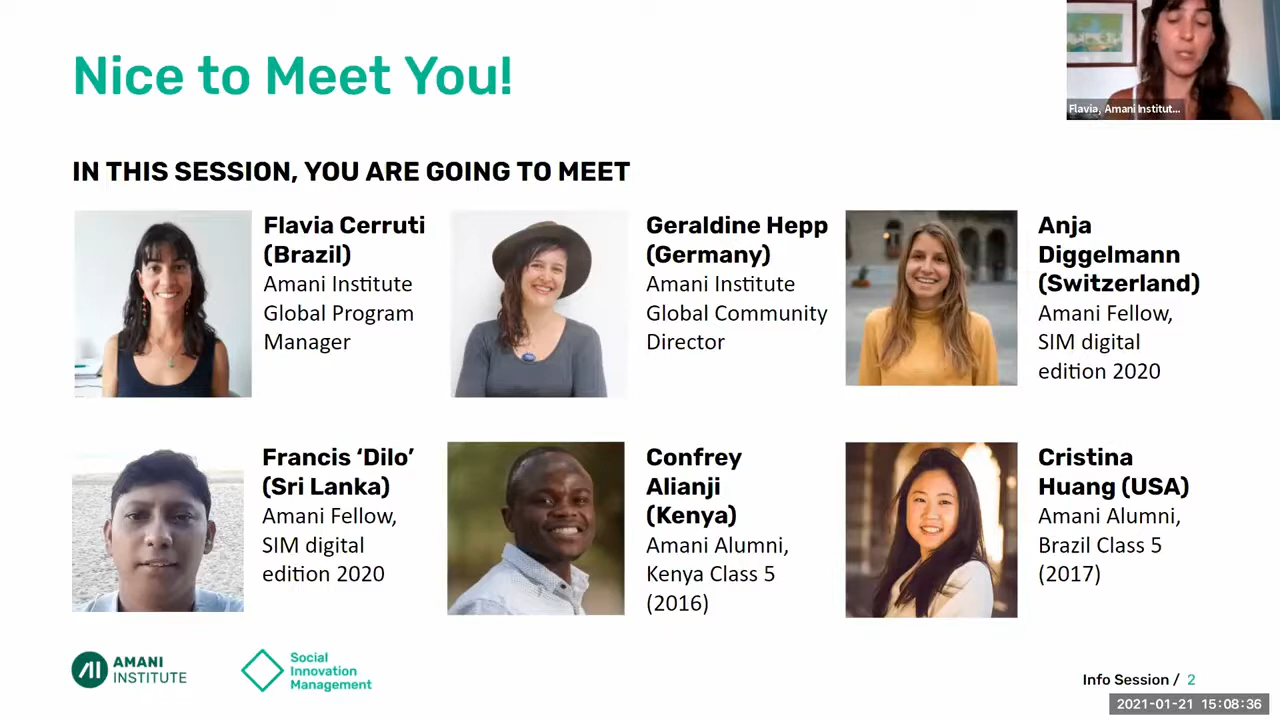 Nice to Meet You!
Flavia, Amani Institut...
IN THIS SESSION, YOU ARE GOING TO MEET
Flavia Cerruti
(Brazil)
Amani Institute
Global Program
Manager
Geraldine Hepp
(Germany)
Amani Institute
Global Community
Director
Anja
Diggelmann
(Switzerland)
Amani Fellow,
SIM digital
edition 2020
Francis ‘Dilo’
(Sri Lanka)
Amani Fellow,
SIM digital
edition 2020
Confrey
Alianji
(Kenya)
Amani Alumni,
Kenya Class 5
(2016)
Cristina
Huang (USA)
Amani Alumni,
Brazil Class 5
(2017)
AMANI
INSTITUTE
Social
Innovation
Management
Info Session / 2
2021-01-21 15:08:36